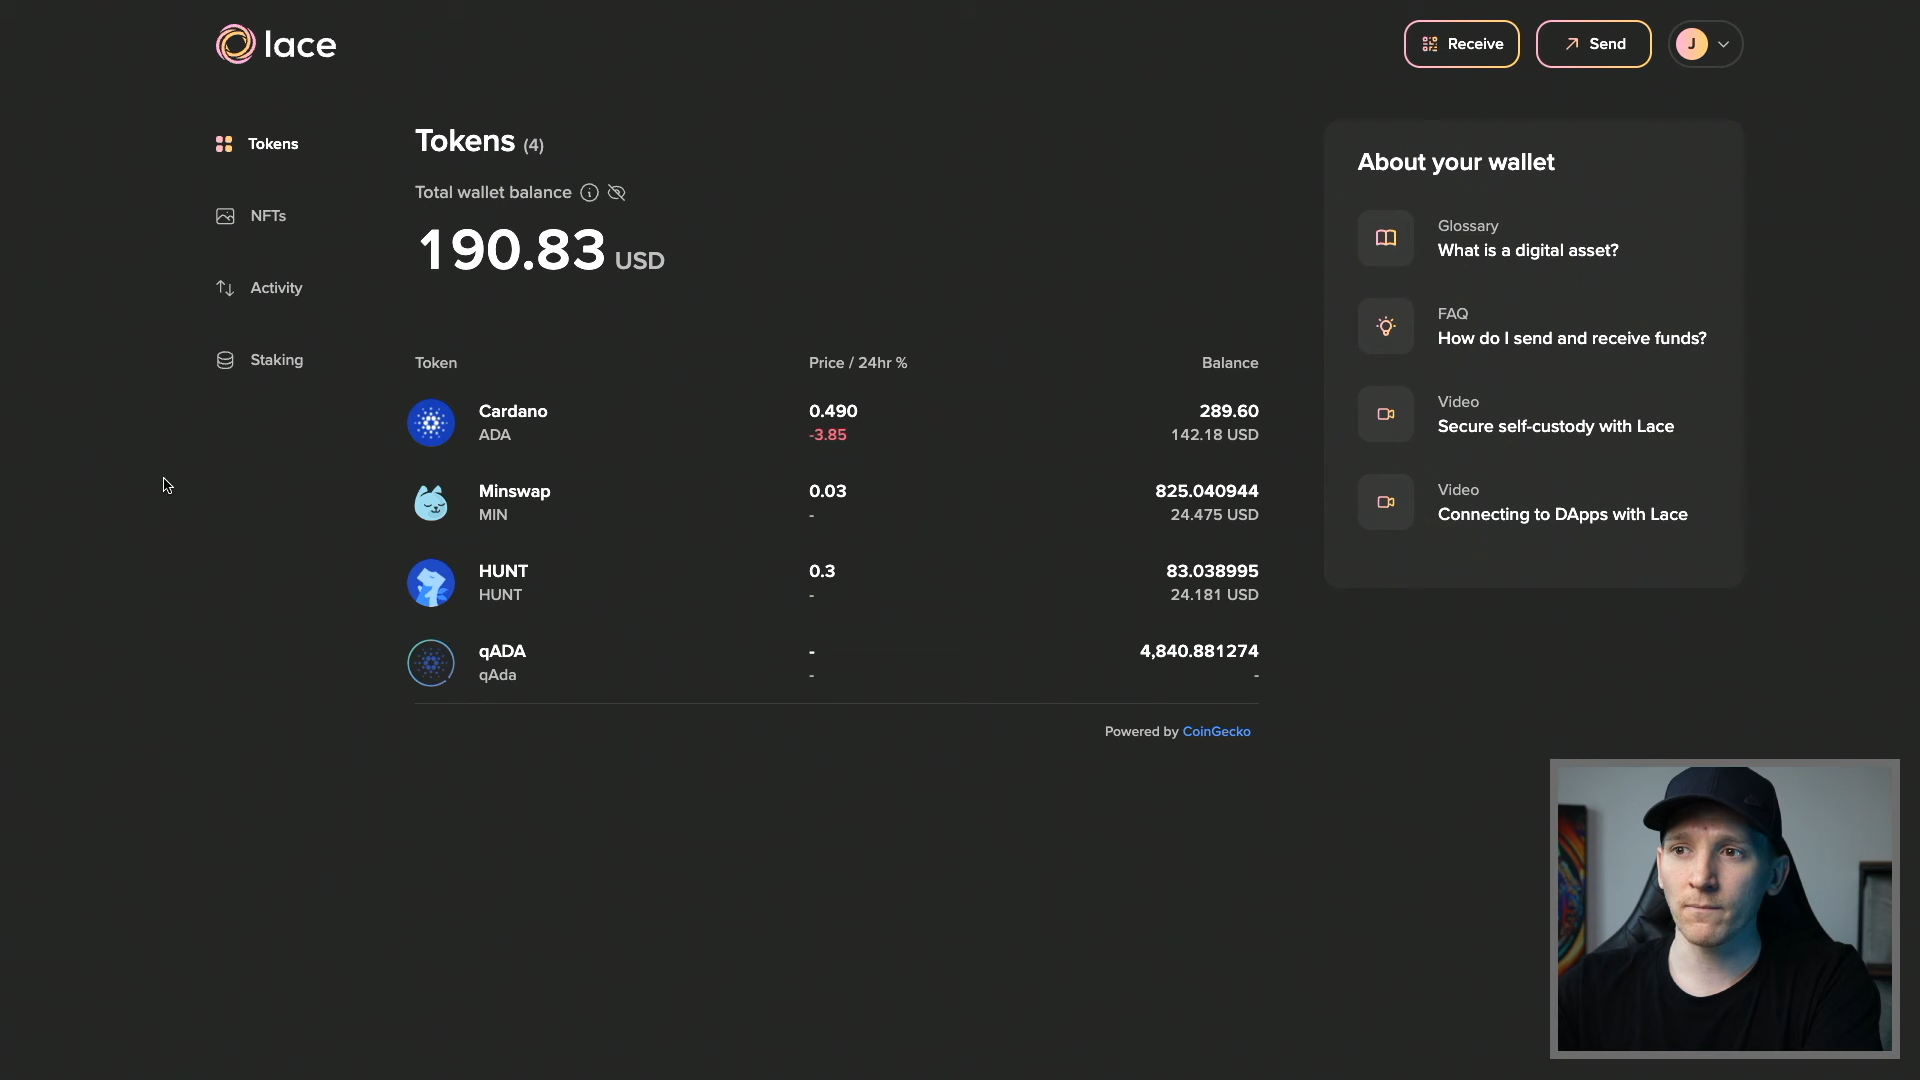 lace
Receive
Send
J
Tokens
NFTs
Activity
Staking
Tokens (4)
Total wallet balance
190.83 USD
Token Price / 24hr % Balance
Cardano 0.490 289.60
ADA -3.85 142.18 USD
Minswap 0.03 825.040944
MIN - 24.475 USD
HUNT 0.3 83.038995
HUNT - 24.181 USD
qADA - 4,840.881274
qAda - -
Powered by CoinGecko
About your wallet
Glossary
What is a digital asset?
FAQ
How do I send and receive funds?
Video
Secure self-custody with Lace
Video
Connecting to DApps with Lace